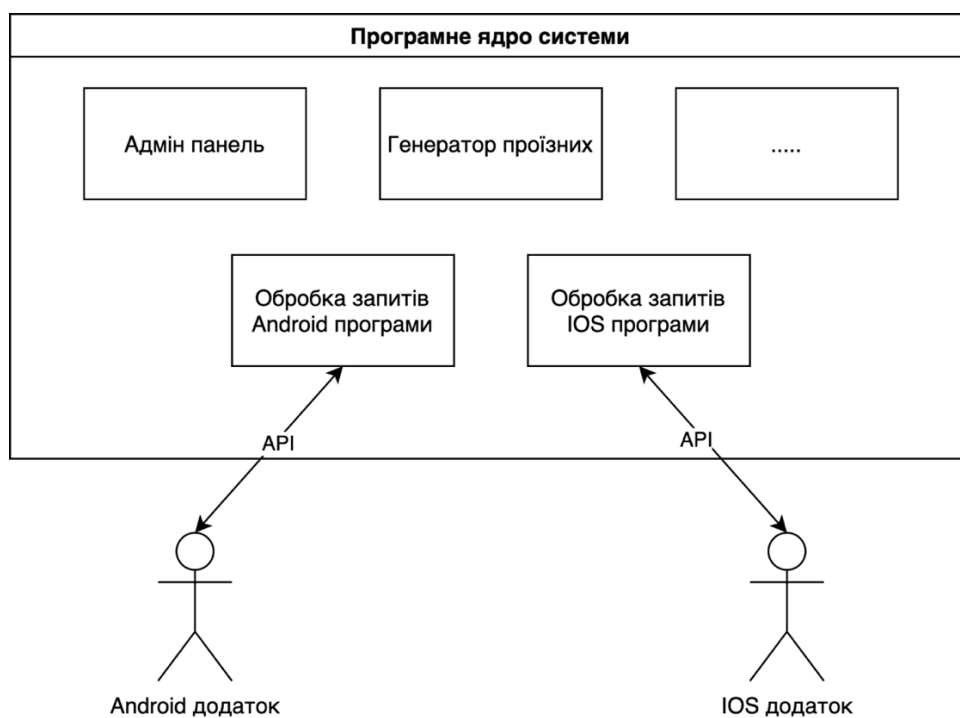 Програмне ядро системи
Адмін панель
Генератор проїзних
.....
Обробка запитів
Android програми
Обробка запитів
IOS програми
API
API
Android додаток
IOS додаток